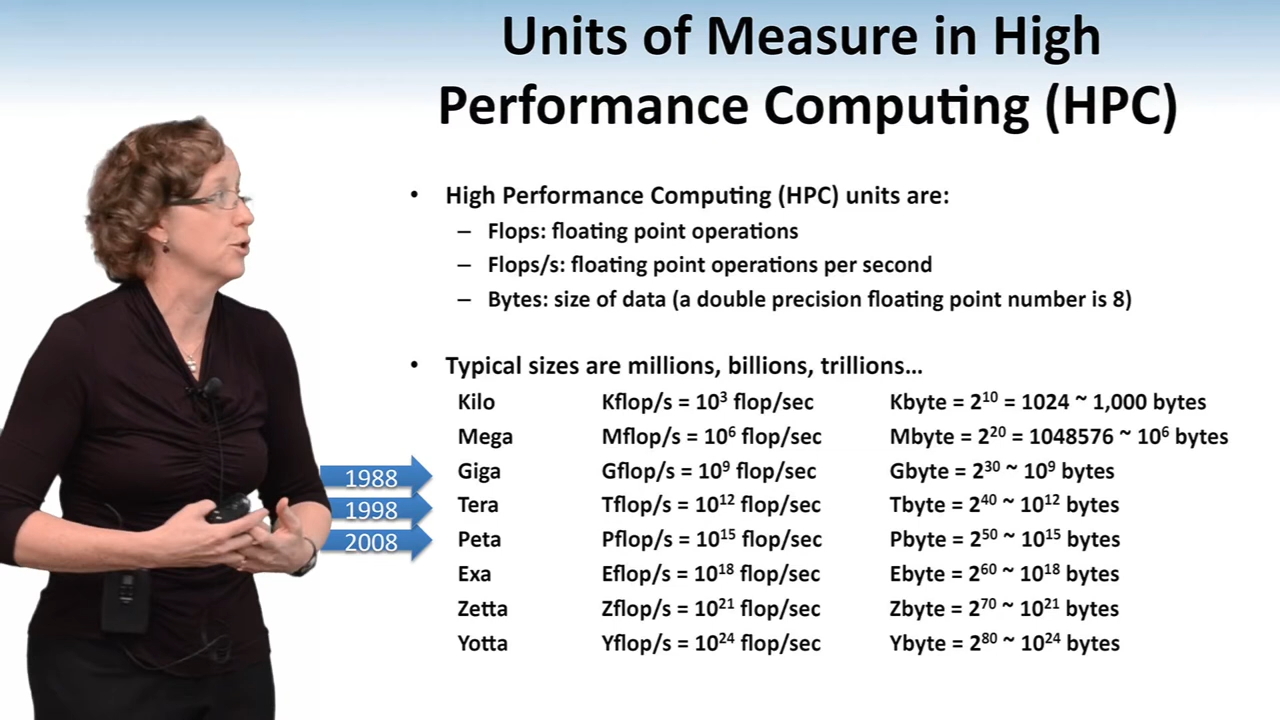 Units of Measure in High
Performance Computing (HPC)
• High Performance Computing (HPC) units are:
– Flops: floating point operations
– Flops/s: floating point operations per second
– Bytes: size of data (a double precision floating point number is 8)
• Typical sizes are millions, billions, trillions…
Kilo Kflop/s = 10³ flop/sec Kbyte = 2¹⁰ = 1024 ~ 1,000 bytes
Mega Mflop/s = 10⁶ flop/sec Mbyte = 2²⁰ = 1048576 ~ 10⁶ bytes
1988 Giga Gflop/s = 10⁹ flop/sec Gbyte = 2³⁰ ~ 10⁹ bytes
1998 Tera Tflop/s = 10¹² flop/sec Tbyte = 2⁴⁰ ~ 10¹² bytes
2008 Peta Pflop/s = 10¹⁵ flop/sec Pbyte = 2⁵⁰ ~ 10¹⁵ bytes
Exa Eflop/s = 10¹⁸ flop/sec Ebyte = 2⁶⁰ ~ 10¹⁸ bytes
Zetta Zflop/s = 10²¹ flop/sec Zbyte = 2⁷⁰ ~ 10²¹ bytes
Yotta Yflop/s = 10²⁴ flop/sec Ybyte = 2⁸⁰ ~ 10²⁴ bytes